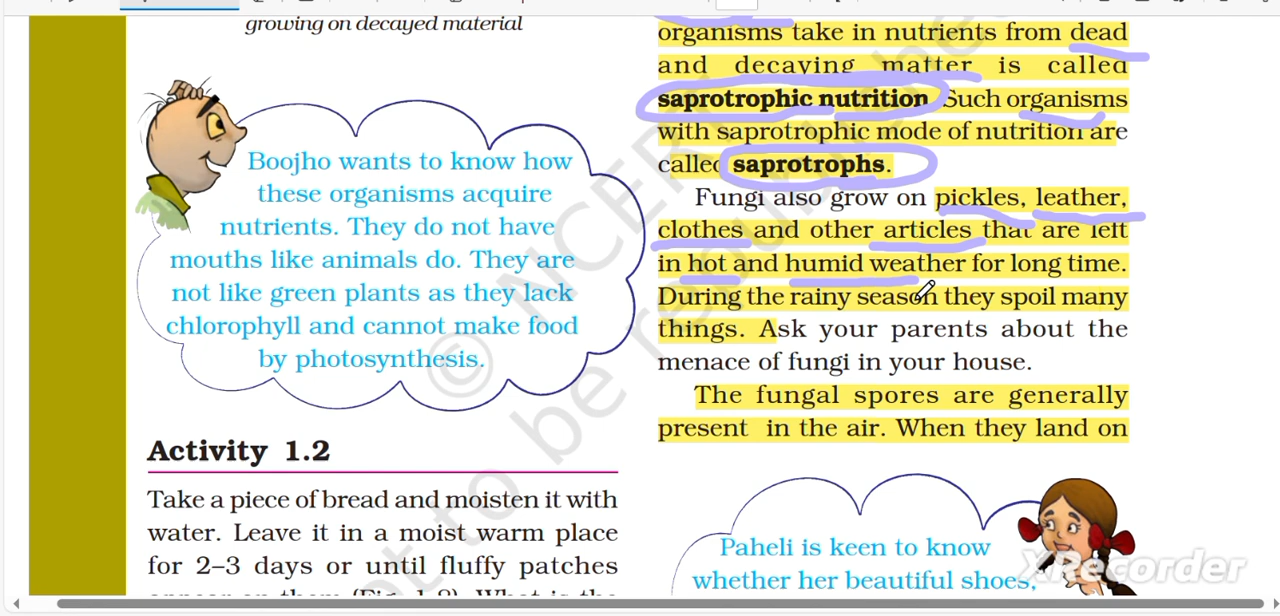 growing on decayed material
Boojho wants to know how
these organisms acquire
nutrients. They do not have
mouths like animals do. They are
not like green plants as they lack
chlorophyll and cannot make food
by photosynthesis.
Activity 1.2
Take a piece of bread and moisten it with
water. Leave it in a moist warm place
for 2–3 days or until fluffy patches
organisms take in nutrients from dead
and decaying matter is called
saprotrophic nutrition. Such organisms
with saprotrophic mode of nutrition are
called saprotrophs.
Fungi also grow on pickles, leather,
clothes and other articles that are left
in hot and humid weather for long time.
During the rainy season they spoil many
things. Ask your parents about the
menace of fungi in your house.
The fungal spores are generally
present in the air. When they land on
Paheli is keen to know
whether her beautiful shoes,
© NCERT
not to be republished
XRecorder